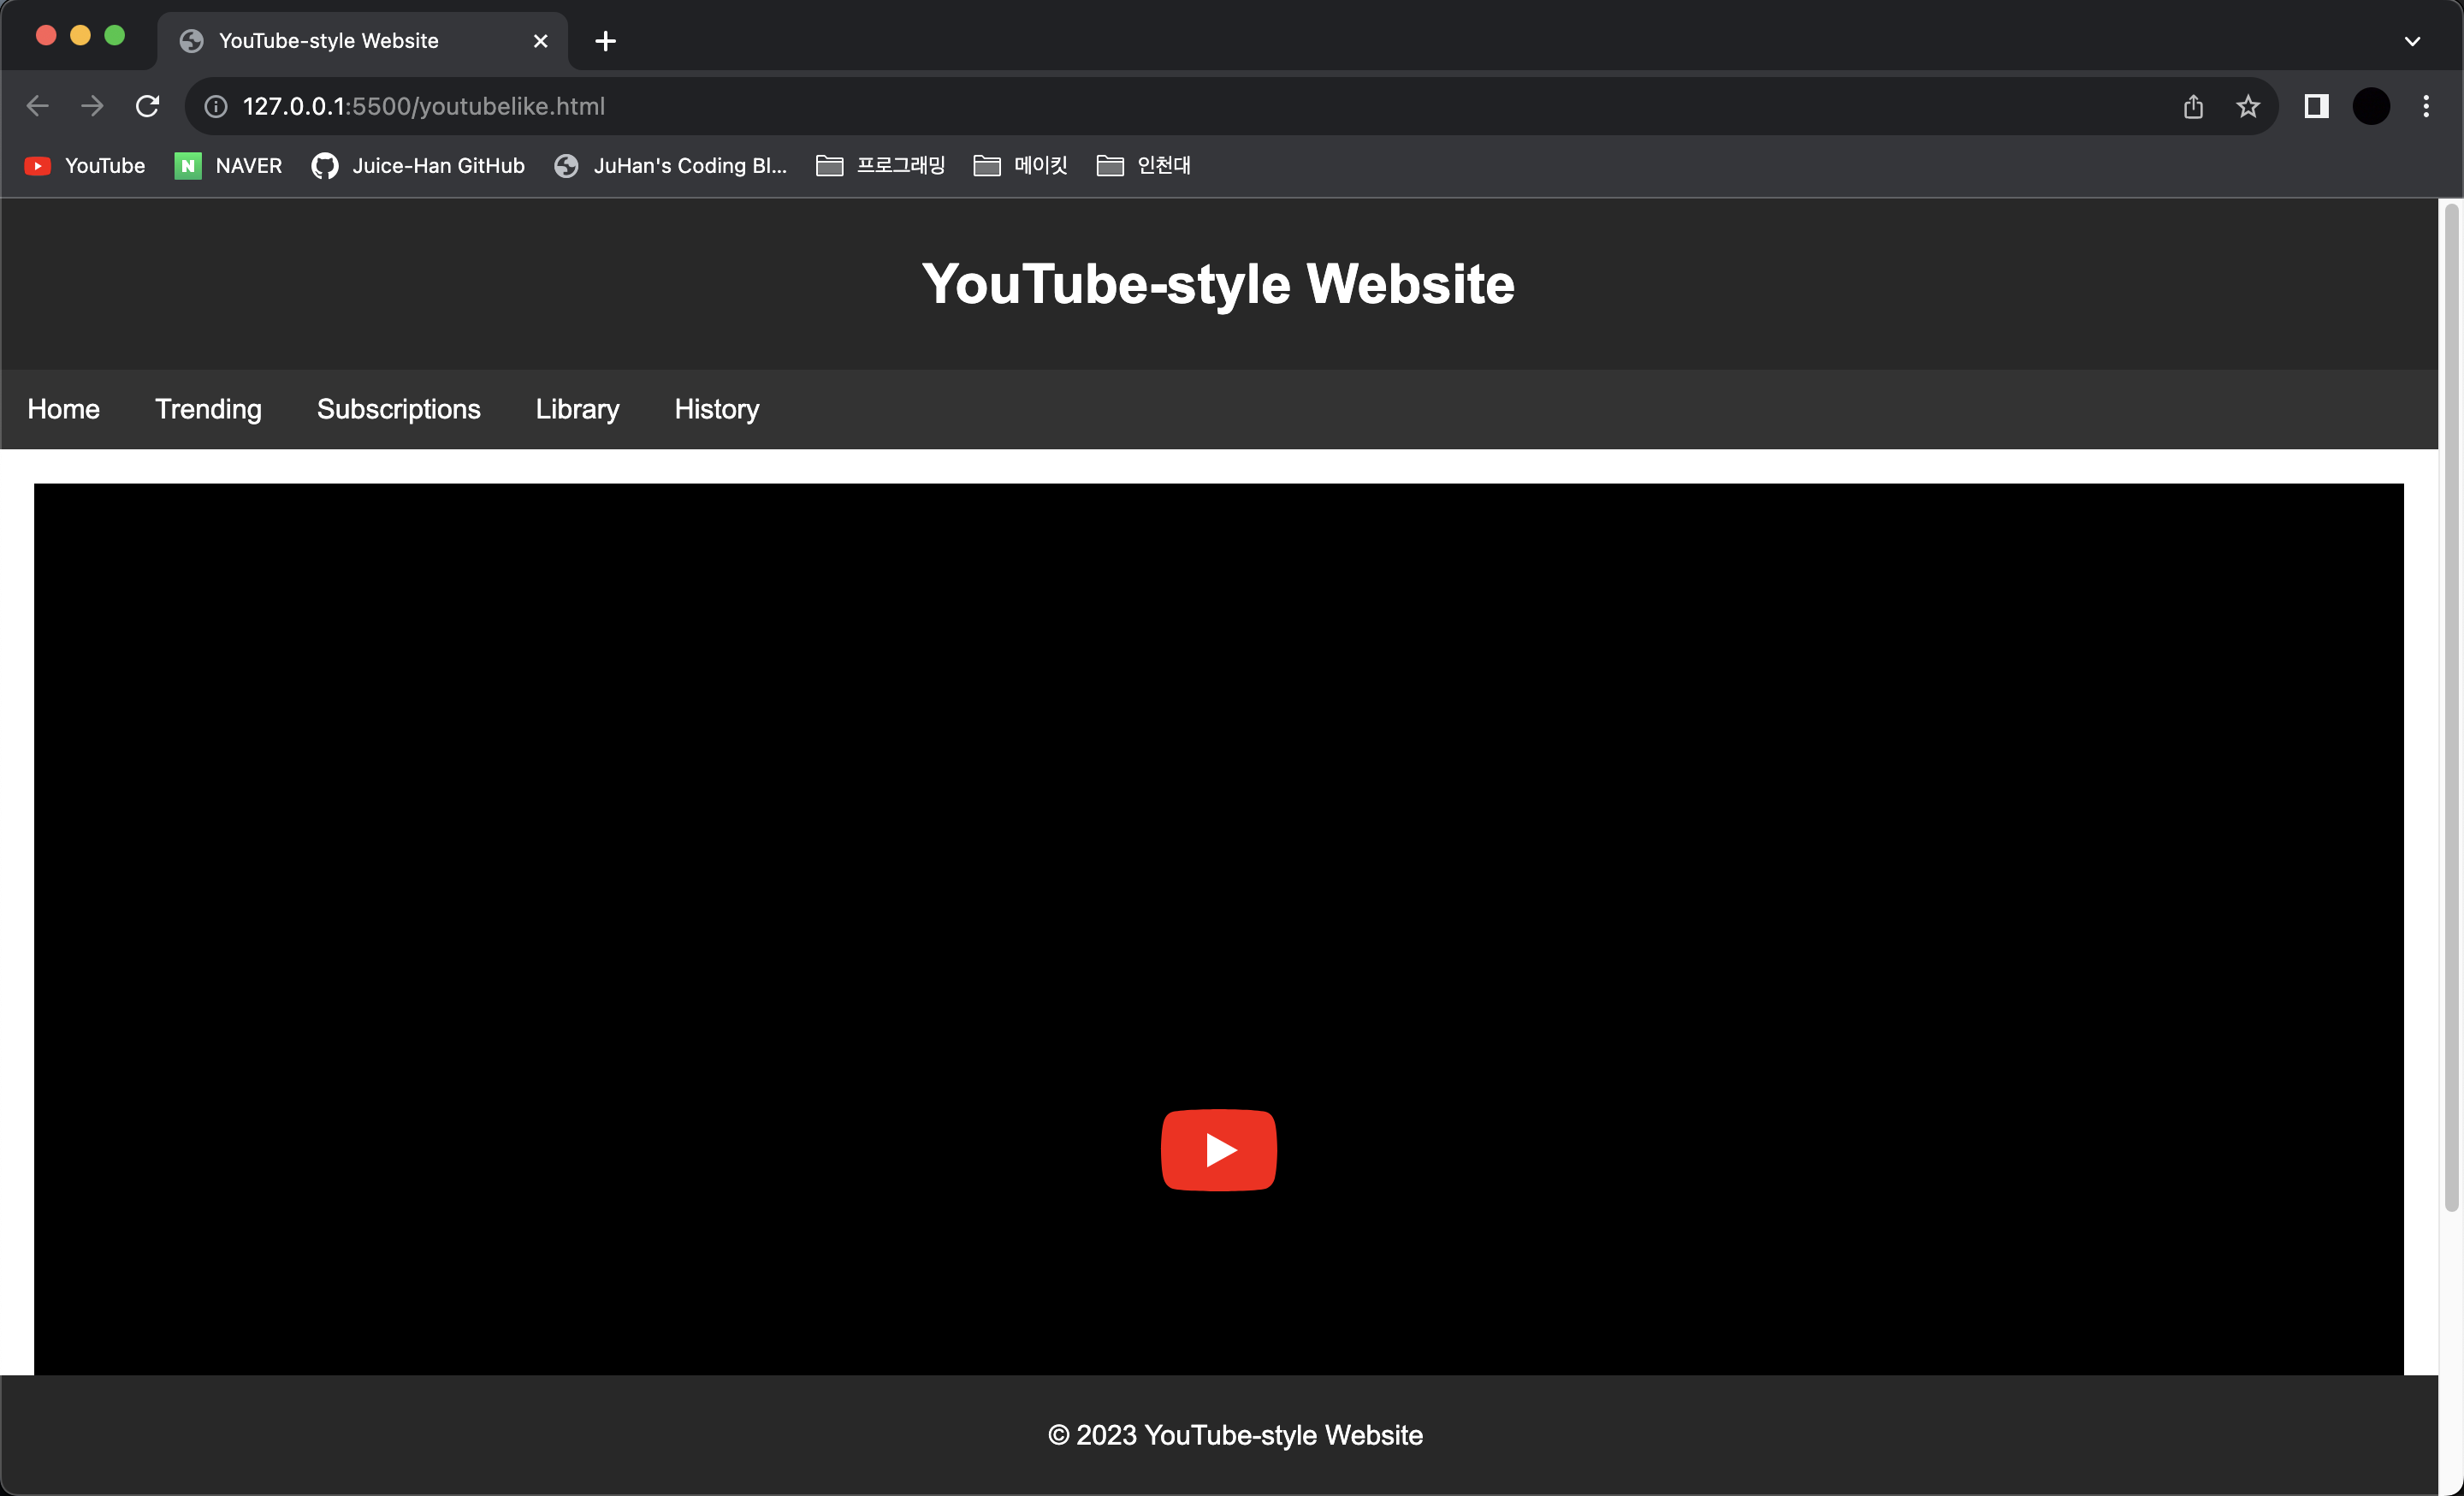 YouTube-style Website
127.0.0.1:5500/youtubelike.html
YouTube N NAVER Juice-Han GitHub JuHan's Coding Bl... 프로그래밍 메이킷 인천대
YouTube-style Website
Home Trending Subscriptions Library History
© 2023 YouTube-style Website